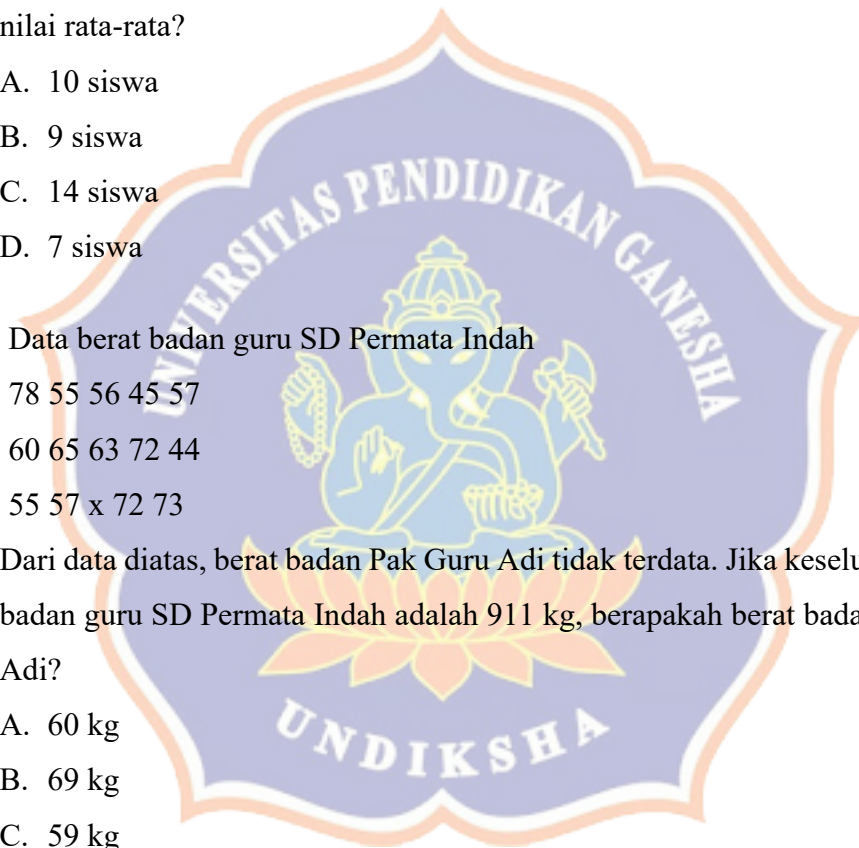 nilai rata-rata?
A. 10 siswa
B. 9 siswa
C. 14 siswa
D. 7 siswa
UNIVERSITAS PENDIDIKAN GANESHA
Data berat badan guru SD Permata Indah
78 55 56 45 57
60 65 63 72 44
55 57 x 72 73
Dari data diatas, berat badan Pak Guru Adi tidak terdata. Jika keselu
badan guru SD Permata Indah adalah 911 kg, berapakah berat bada
Adi?
A. 60 kg
B. 69 kg
C. 59 kg
UNDIKSHA